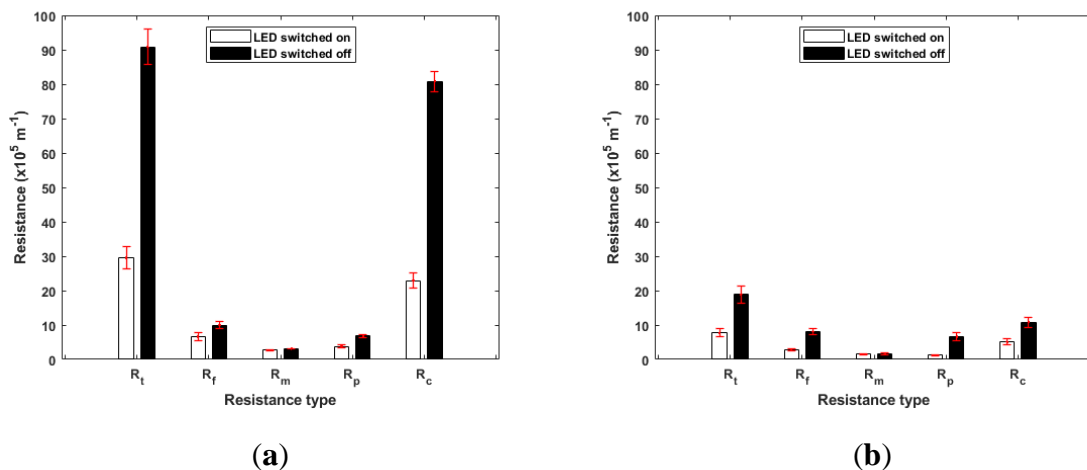 LED switched on
LED switched off
Resistance (x10^5 m^-1)
100
90
80
70
60
50
40
30
20
10
0
R_t R_f R_m R_p R_c
Resistance type
(a)
LED switched on
LED switched off
Resistance (x10^5 m^-1)
100
90
80
70
60
50
40
30
20
10
0
R_t R_f R_m R_p R_c
Resistance type
(b)